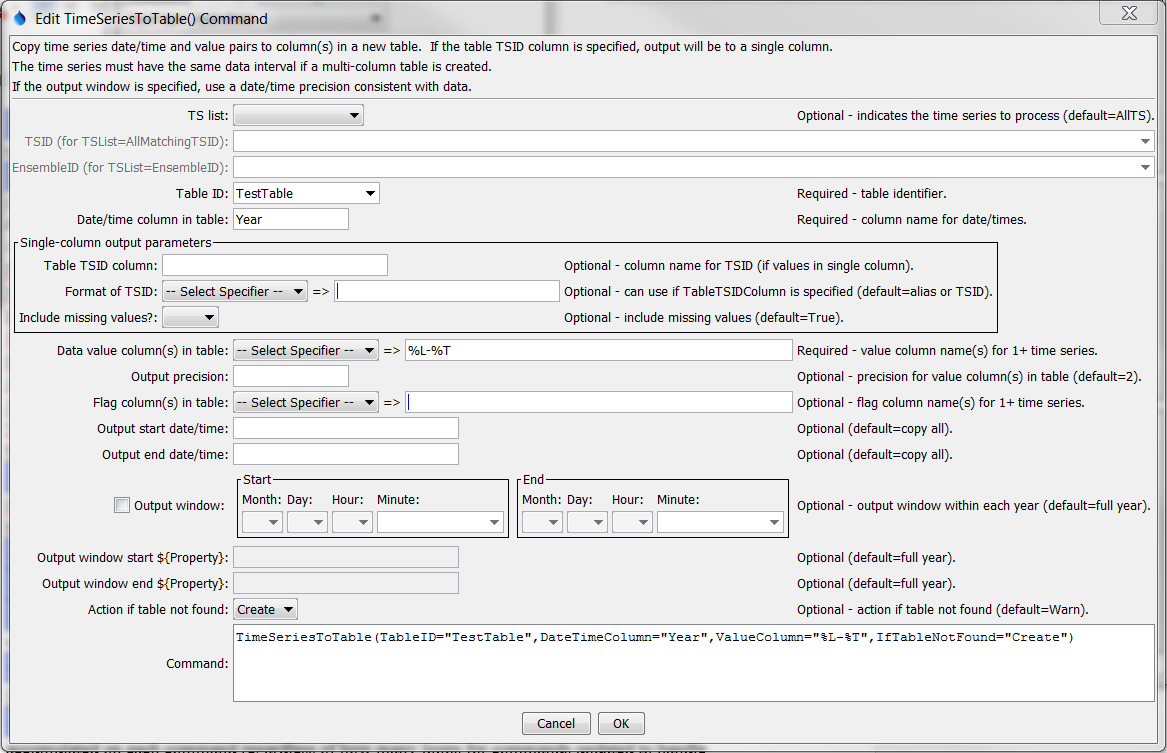 Edit TimeSeriesToTable() Command
Copy time series date/time and value pairs to column(s) in a new table.  If the table TSID column is specified, output will be to a single column.
The time series must have the same data interval if a multi-column table is created.
If the output window is specified, use a date/time precision consistent with data.
TS list: Optional - indicates the time series to process (default=AllTS).
TSID (for TSList=AllMatchingTSID):
EnsembleID (for TSList=EnsembleID):
Table ID: TestTable Required - table identifier.
Date/time column in table: Year Required - column name for date/times.
Single-column output parameters
Table TSID column: Optional - column name for TSID (if values in single column).
Format of TSID: -- Select Specifier -- => Optional - can use if TableTSIDColumn is specified (default=alias or TSID).
Include missing values?: Optional - include missing values (default=True).
Data value column(s) in table: -- Select Specifier -- => %L-%T Required - value column name(s) for 1+ time series.
Output precision: Optional - precision for value column(s) in table (default=2).
Flag column(s) in table: -- Select Specifier -- => Optional - flag column name(s) for 1+ time series.
Output start date/time: Optional (default=copy all).
Output end date/time: Optional (default=copy all).
Start End
Month: Day: Hour: Minute: Month: Day: Hour: Minute:
Output window: Optional - output window within each year (default=full year).
Output window start ${Property}: Optional (default=full year).
Output window end ${Property}: Optional (default=full year).
Action if table not found: Create Optional - action if table not found (default=Warn).
Command: TimeSeriesToTable(TableID="TestTable",DateTimeColumn="Year",ValueColumn="%L-%T",IfTableNotFound="Create")
Cancel OK